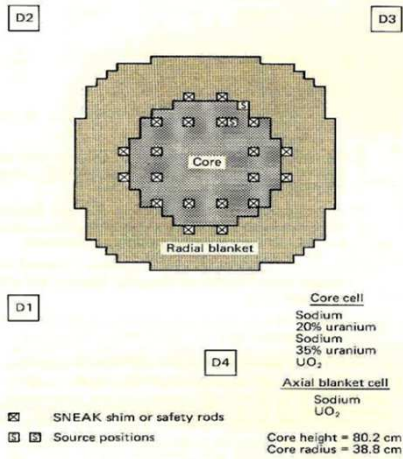 D2
D3
S
S
Core
Radial blanket
D1
D4
Core cell
Sodium
20% uranium
Sodium
35% uranium
UO₂
Axial blanket cell
Sodium
UO₂
SNEAK shim or safety rods
S S Source positions
Core height = 80.2 cm
Core radius = 38.8 cm